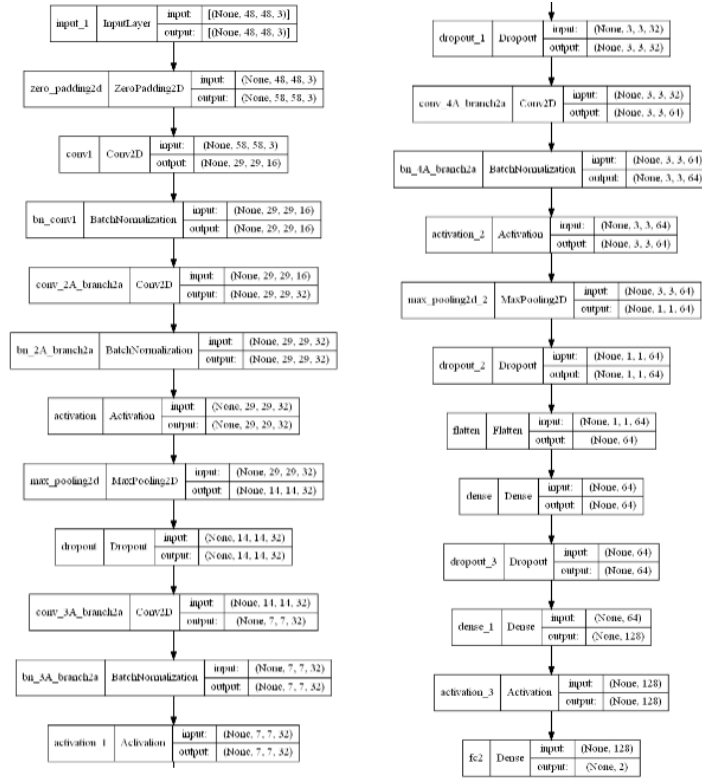 input_1 InputLayer input: [(None, 48, 48, 3)]
output: [(None, 48, 48, 3)]
zero_padding2d ZeroPadding2D input: (None, 48, 48, 3)
output: (None, 58, 58, 3)
conv1 Conv2D input: (None, 58, 58, 3)
output: (None, 29, 29, 16)
bn_conv1 BatchNormalization input: (None, 29, 29, 16)
output: (None, 29, 29, 16)
conv_2A_branch2a Conv2D input: (None, 29, 29, 16)
output: (None, 29, 29, 32)
bn_2A_branch2a BatchNormalization input: (None, 29, 29, 32)
output: (None, 29, 29, 32)
activation Activation input: (None, 29, 29, 32)
output: (None, 29, 29, 32)
max_pooling2d MaxPooling2D input: (None, 29, 29, 32)
output: (None, 14, 14, 32)
dropout Dropout input: (None, 14, 14, 32)
output: (None, 14, 14, 32)
conv_3A_branch2a Conv2D input: (None, 14, 14, 32)
output: (None, 7, 7, 32)
bn_3A_branch2a BatchNormalization input: (None, 7, 7, 32)
output: (None, 7, 7, 32)
activation_1 Activation input: (None, 7, 7, 32)
output: (None, 7, 7, 32)
dropout_1 Dropout input: (None, 3, 3, 32)
output: (None, 3, 3, 32)
conv_4A_branch2a Conv2D input: (None, 3, 3, 32)
output: (None, 3, 3, 64)
bn_4A_branch2a BatchNormalization input: (None, 3, 3, 64)
output: (None, 3, 3, 64)
activation_2 Activation input: (None, 3, 3, 64)
output: (None, 3, 3, 64)
max_pooling2d_2 MaxPooling2D input: (None, 3, 3, 64)
output: (None, 1, 1, 64)
dropout_2 Dropout input: (None, 1, 1, 64)
output: (None, 1, 1, 64)
flatten Flatten input: (None, 1, 1, 64)
output: (None, 64)
dense Dense input: (None, 64)
output: (None, 64)
dropout_3 Dropout input: (None, 64)
output: (None, 64)
dense_1 Dense input: (None, 64)
output: (None, 128)
activation_3 Activation input: (None, 128)
output: (None, 128)
fc2 Dense input: (None, 128)
output: (None, 2)